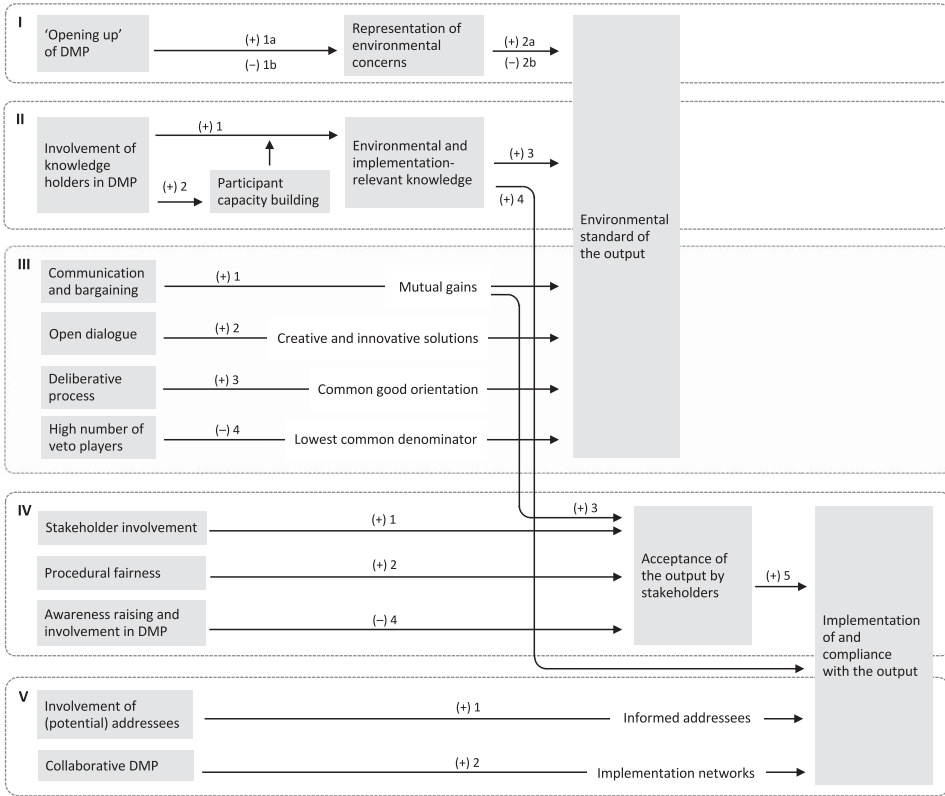 I
‘Opening up’
of DMP
(+) 1a
(−) 1b
Representation of
environmental
concerns
(+) 2a
(−) 2b
II
Involvement of
knowledge
holders in DMP
(+) 1
(+) 2
Participant
capacity building
Environmental and
implementation-
relevant knowledge
(+) 3
(+) 4
Environmental
standard of
the output
III
Communication
and bargaining
(+) 1
Mutual gains
Open dialogue
(+) 2
Creative and innovative solutions
Deliberative
process
(+) 3
Common good orientation
High number of
veto players
(–) 4
Lowest common denominator
IV
Stakeholder involvement
(+) 1
(+) 3
Procedural fairness
(+) 2
Awareness raising and
involvement in DMP
(–) 4
Acceptance of
the output by
stakeholders
(+) 5
Implementation
of and
compliance
with the output
V
Involvement of
(potential) addressees
(+) 1
Informed addressees
Collaborative DMP
(+) 2
Implementation networks